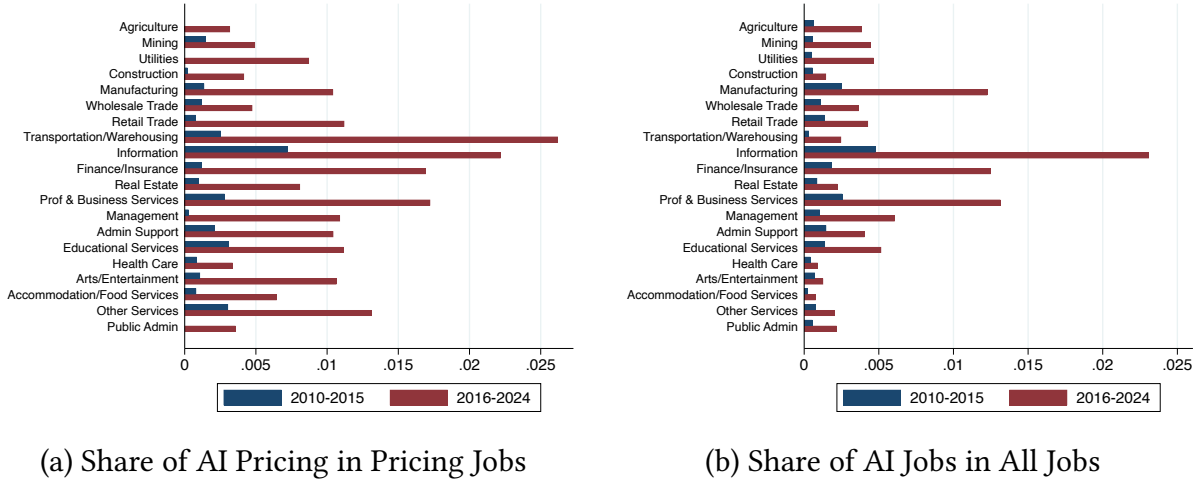 Agriculture
Mining
Utilities
Construction
Manufacturing
Wholesale Trade
Retail Trade
Transportation/Warehousing
Information
Finance/Insurance
Real Estate
Prof & Business Services
Management
Admin Support
Educational Services
Health Care
Arts/Entertainment
Accommodation/Food Services
Other Services
Public Admin
0 .005 .01 .015 .02 .025
2010-2015 2016-2024
(a) Share of AI Pricing in Pricing Jobs
Agriculture
Mining
Utilities
Construction
Manufacturing
Wholesale Trade
Retail Trade
Transportation/Warehousing
Information
Finance/Insurance
Real Estate
Prof & Business Services
Management
Admin Support
Educational Services
Health Care
Arts/Entertainment
Accommodation/Food Services
Other Services
Public Admin
0 .005 .01 .015 .02 .025
2010-2015 2016-2024
(b) Share of AI Jobs in All Jobs